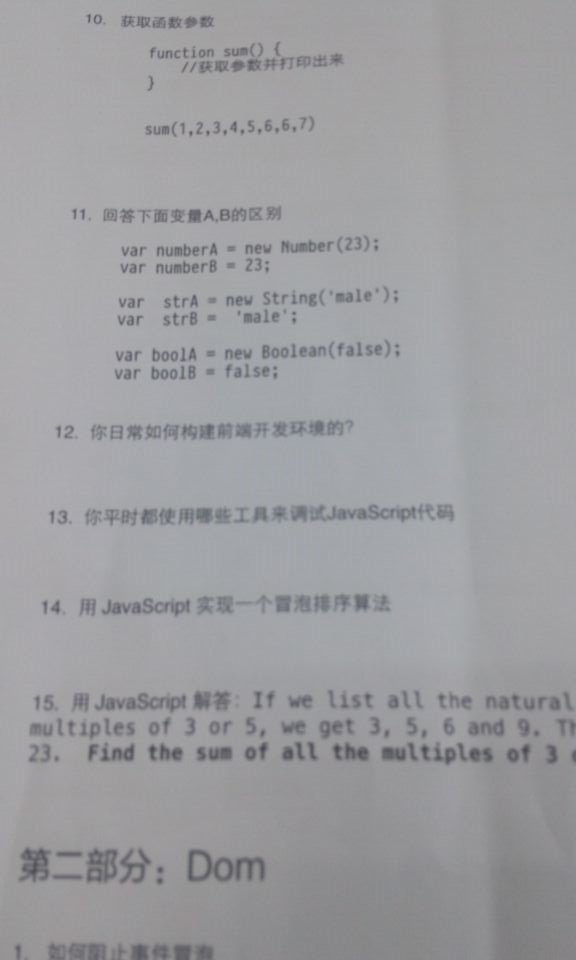 10. 获取函数参数
function sum() {
//获取参数并打印出来
}
sum(1,2,3,4,5,6,6,7)
11. 回答下面变量A,B的区别
var numberA = new Number(23);
var numberB = 23;
var strA = new String('male');
var strB = 'male';
var boolA = new Boolean(false);
var boolB = false;
12. 你日常如何构建前端开发环境的?
13. 你平时都使用哪些工具来调试JavaScript代码
14. 用 JavaScript 实现一个冒泡排序算法
15. 用 JavaScript 解答: If we list all the natural
multiples of 3 or 5, we get 3, 5, 6 and 9. Th
23. Find the sum of all the multiples of 3
第二部分: Dom
1. 如何阻止事件冒泡